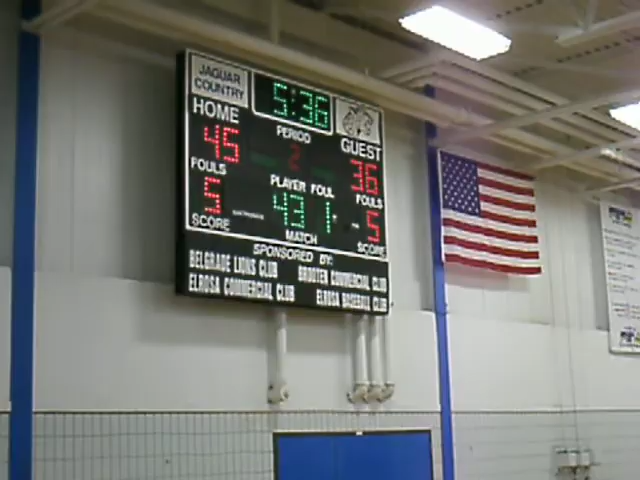 JAGUAR
COUNTRY
5:36
HOME
GUEST
PERIOD
45
2
36
FOULS
PLAYER FOUL
FOULS
5
43 1
5
SCORE
MATCH
SCORE
SPONSORED BY:
BELGRADE LIONS CLUB
BROOTEN COMMERCIAL CLUB
ELROSA COMMERCIAL CLUB
ELROSA BASEBALL CLUB